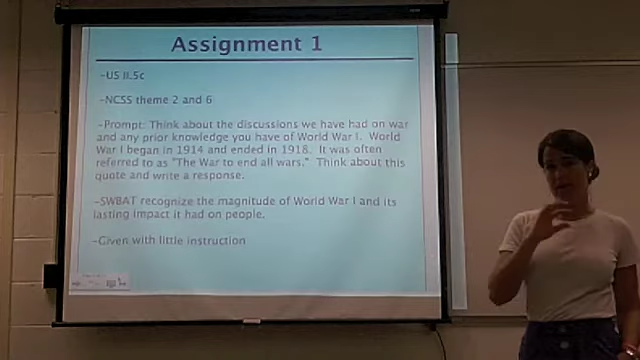 Assignment 1
-US II.5c
-NCSS theme 2 and 6
-Prompt: Think about the discussions we have had on war
and any prior knowledge you have of World War I. World
War I began in 1914 and ended in 1918. It was often
referred to as "The War to end all wars." Think about this
quote and write a response.
-SWBAT recognize the magnitude of World War I and its
lasting impact it had on people.
-Given with little instruction